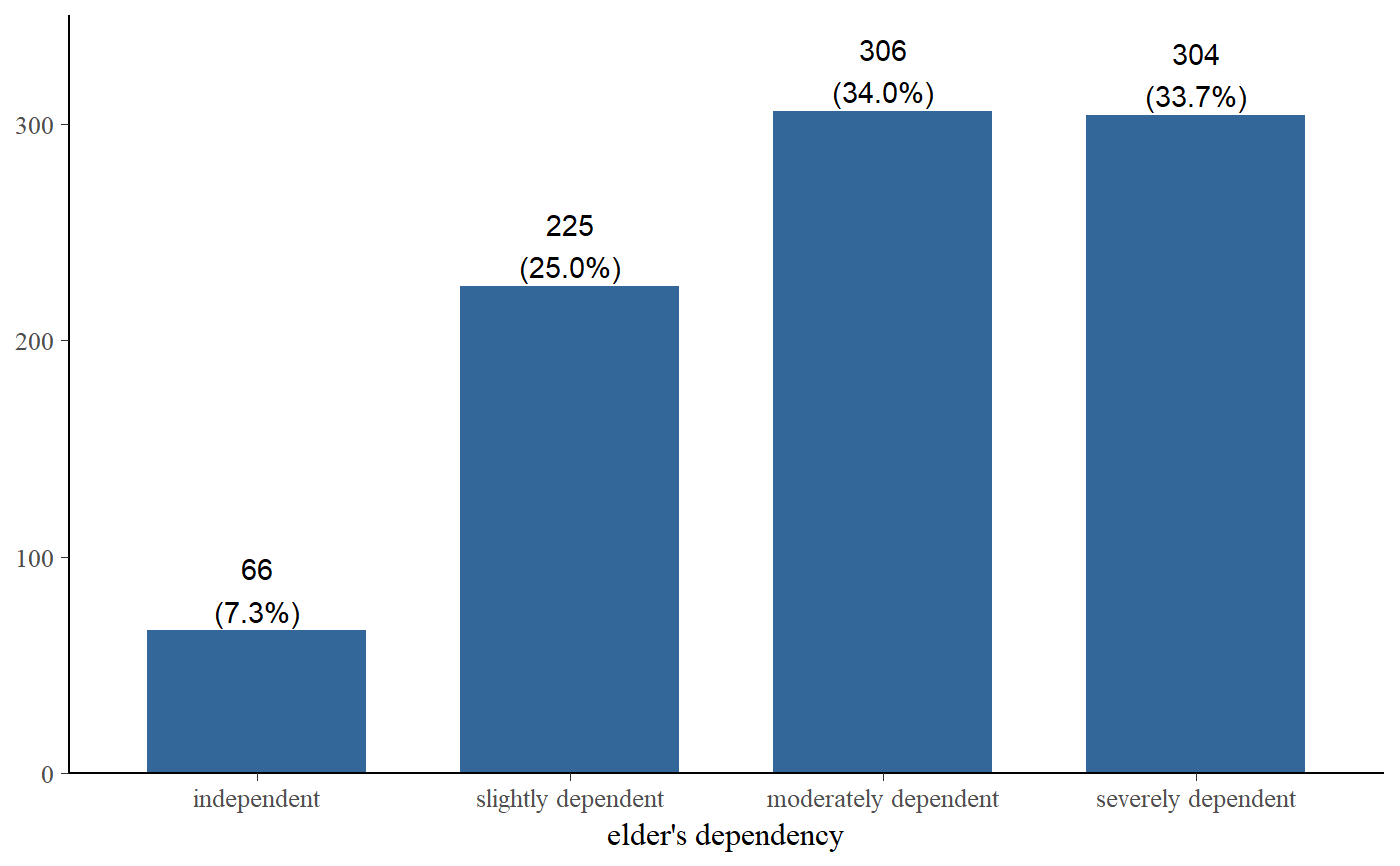 306
(34.0%)
304
(33.7%)
225
(25.0%)
66
(7.3%)
300
200
100
0
independent
slightly dependent
moderately dependent
severely dependent
elder's dependency